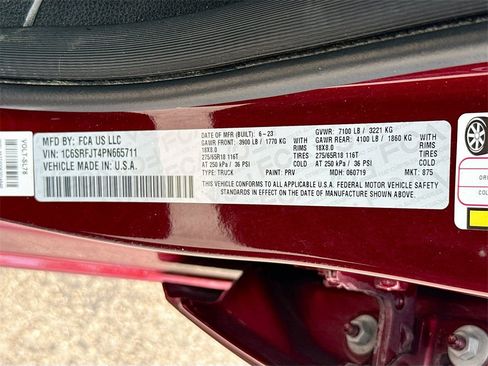 MFD BY: FCA US LLC
VIN: 1C6SRFJT4PN665711
VEHICLE MADE IN U.S.A.
DATE OF MFR (BUILT): 6-23
GVWR: 7100 LB / 3221 KG
GAWR FRONT: 3900 LB / 1770 KG WITH
GAWR REAR: 4100 LB / 1860 KG WITH
18X8.0 RIMS
18X8.0 RIMS
275/65R18 116T
275/65R18 116T
AT 250 kPa / 36 PSI
AT 250 kPa / 36 PSI
THIS VEHICLE CONFORMS TO ALL APPLICABLE U.S.A. FEDERAL MOTOR VEHICLE SAFETY
STANDARDS IN EFFECT ON THE DATE OF MANUFACTURE SHOWN ABOVE.
TYPE: TRUCK PAINT: PRV MDH: 060719 MKT: 875